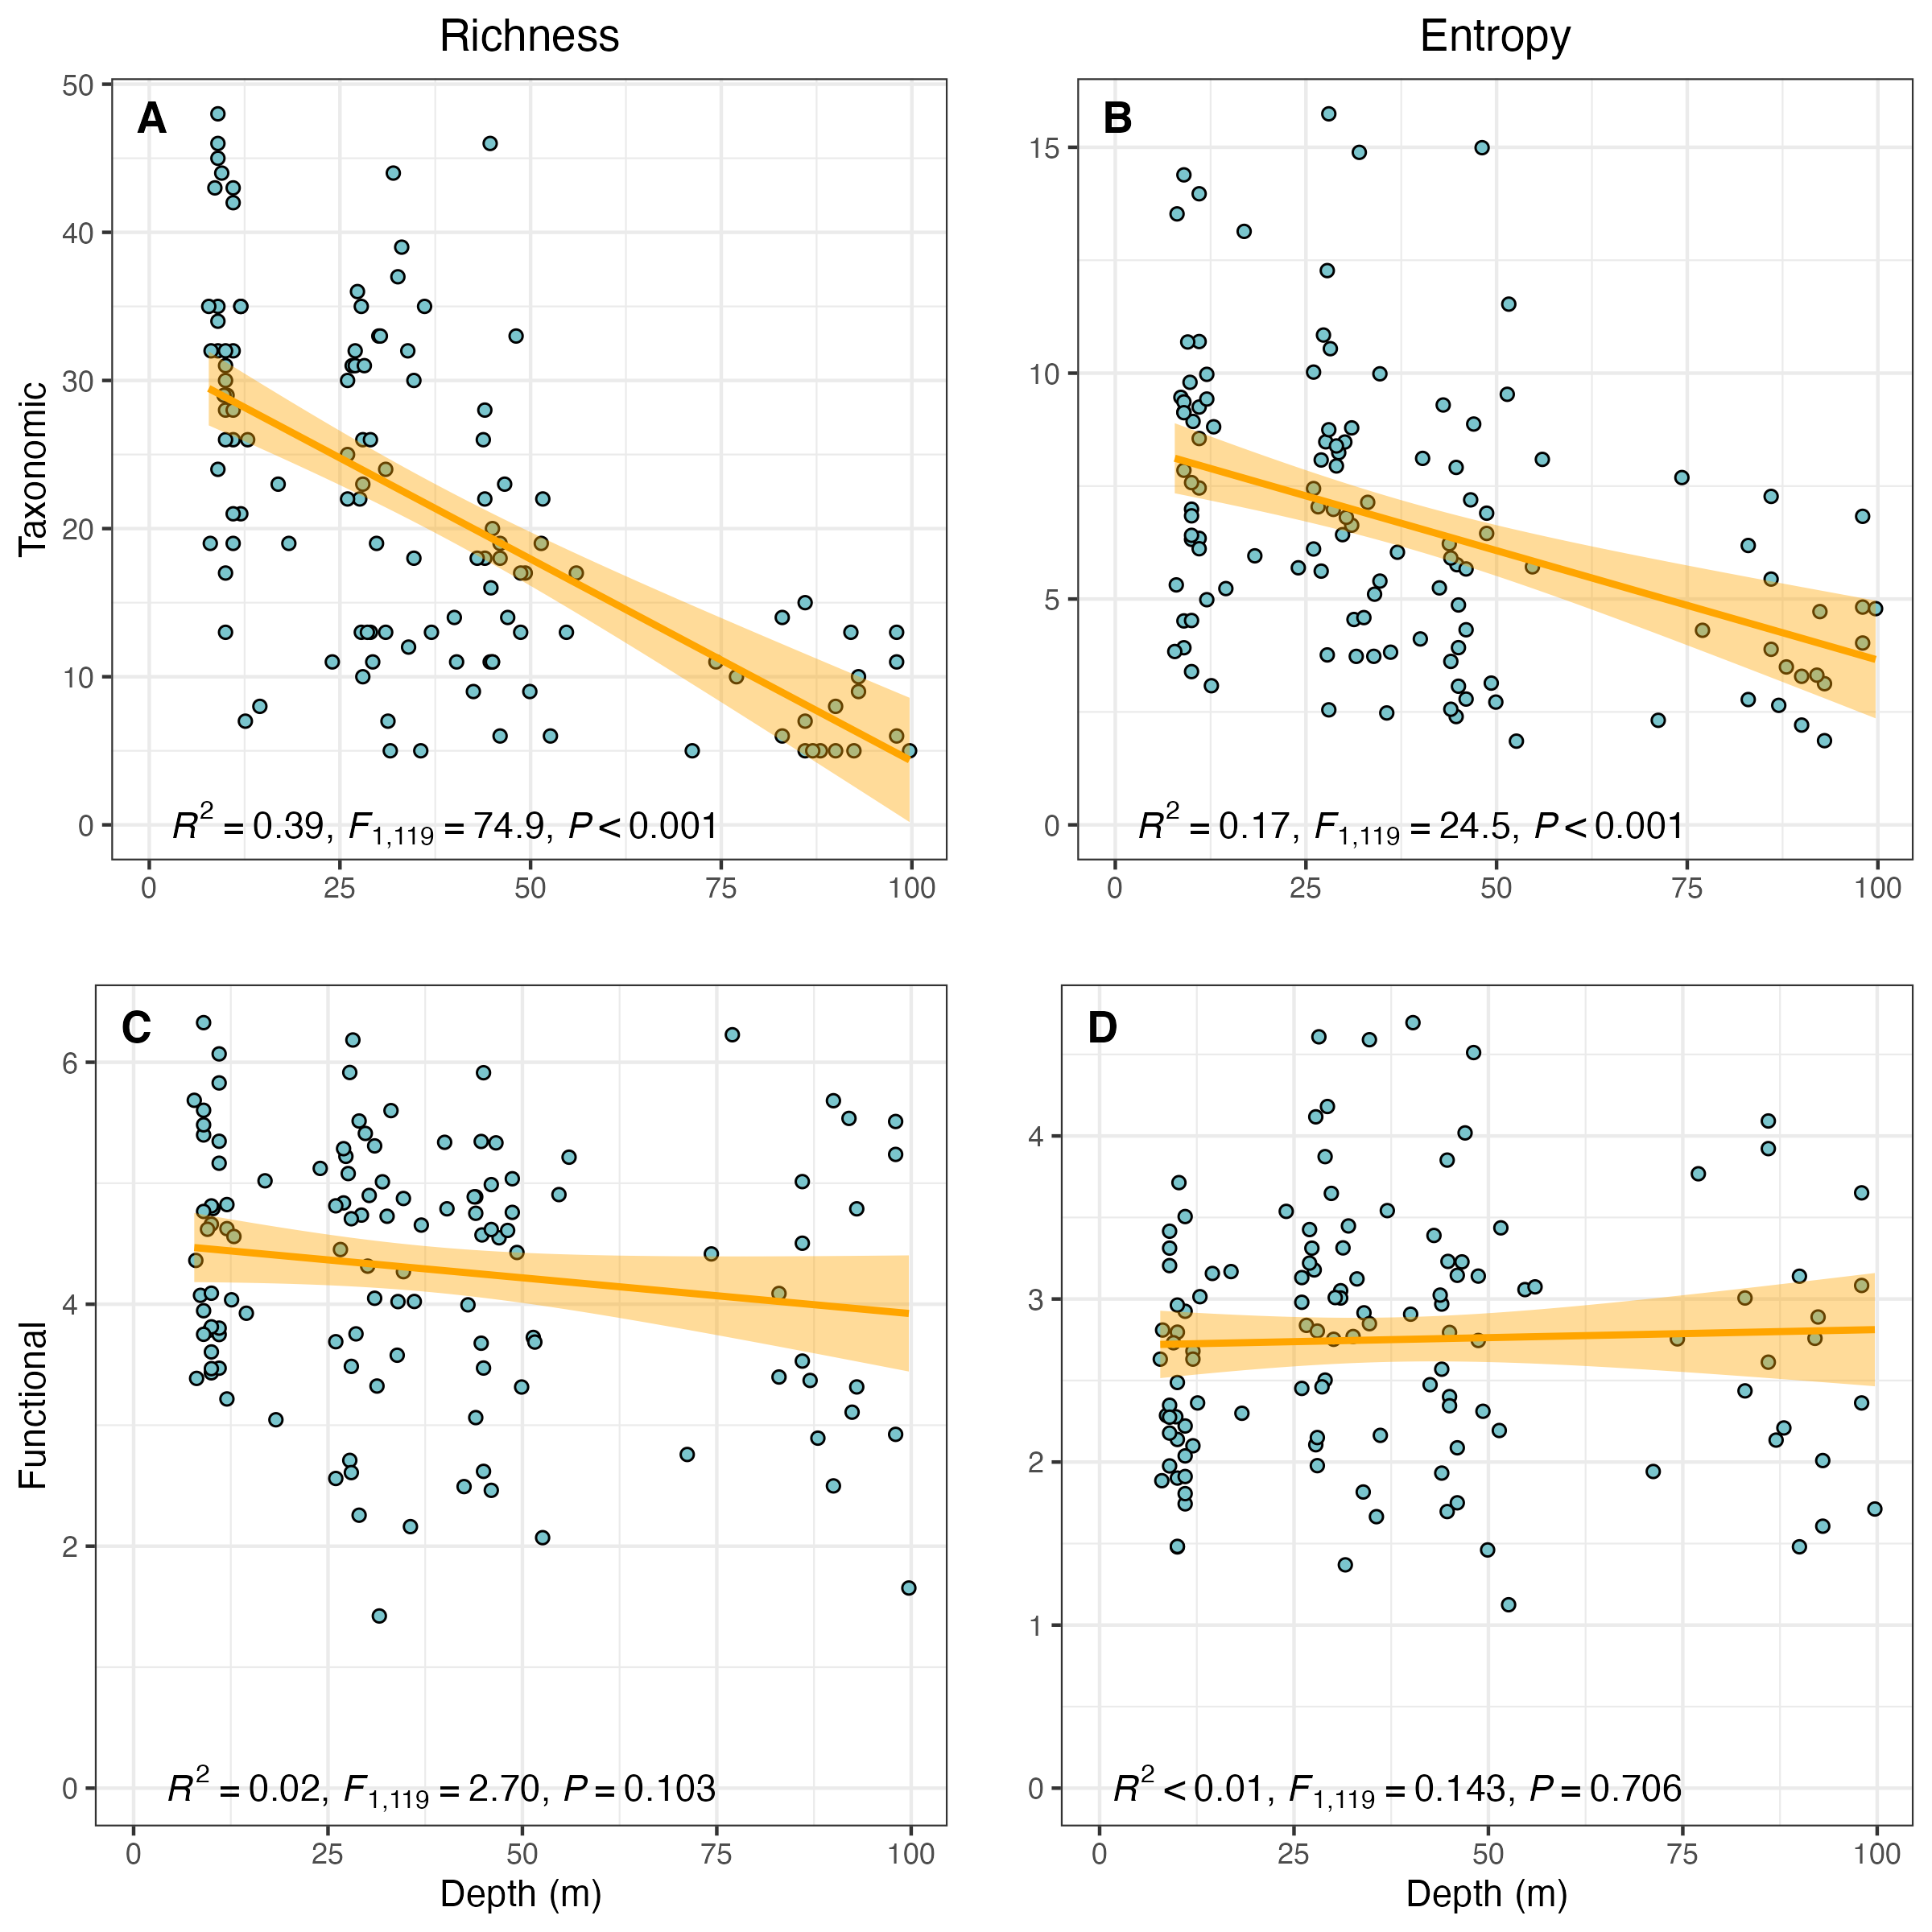 Richness
Entropy
Taxonomic
A
50
40
30
20
10
0
R² = 0.39, F1,119 = 74.9, P < 0.001
0 25 50 75 100
B
15
10
5
0
R² = 0.17, F1,119 = 24.5, P < 0.001
0 25 50 75 100
Functional
C
6
4
2
0
R² = 0.02, F1,119 = 2.70, P = 0.103
0 25 50 75 100
Depth (m)
D
4
3
2
1
0
R² < 0.01, F1,119 = 0.143, P = 0.706
0 25 50 75 100
Depth (m)